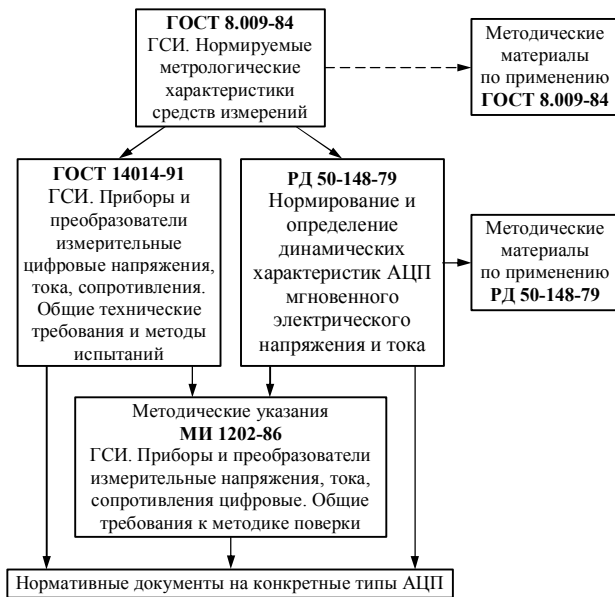 ГОСТ 8.009-84
ГСИ. Нормируемые
метрологические
характеристики
средств измерений
Методические
материалы
по применению
ГОСТ 8.009-84
ГОСТ 14014-91
ГСИ. Приборы и
преобразователи
измерительные
цифровые напряжения,
тока, сопротивления.
Общие технические
требования и методы
испытаний
РД 50-148-79
Нормирование и
определение
динамических
характеристик АЦП
мгновенного
электрического
напряжения и тока
Методические
материалы
по применению
РД 50-148-79
Методические указания
МИ 1202-86
ГСИ. Приборы и преобразователи
измерительные напряжения, тока,
сопротивления цифровые. Общие
требования к методике поверки
Нормативные документы на конкретные типы АЦП